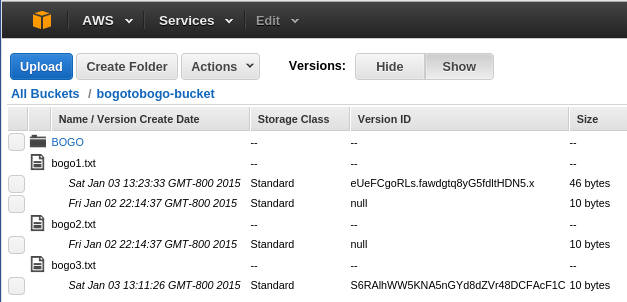 AWS Services Edit
Upload Create Folder Actions Versions: Hide Show
All Buckets / bogotobogo-bucket
Name / Version Create Date Storage Class Version ID Size
BOGO -- -- --
bogo1.txt -- -- --
Sat Jan 03 13:23:33 GMT-800 2015 Standard eUeFCgoRLs.fawdgtq8yG5fdltHDN5.x 46 bytes
Fri Jan 02 22:14:37 GMT-800 2015 Standard null 10 bytes
bogo2.txt -- -- --
Fri Jan 02 22:14:37 GMT-800 2015 Standard null 10 bytes
bogo3.txt -- -- --
Sat Jan 03 13:11:26 GMT-800 2015 Standard S6RAlhWW5KNA5nGYd8dZVr48DCFAcF1C 10 bytes